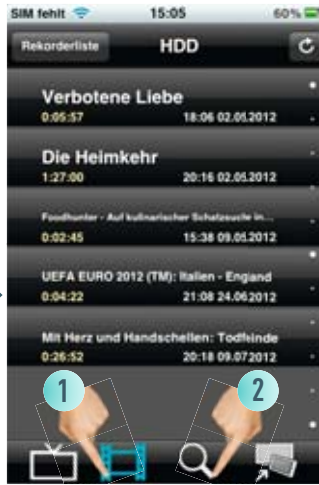 SIM fehlt 15:05 60%
Rekorderliste HDD
Verbotene Liebe
0:05:57 18:06 02.05.2012
Die Heimkehr
1:27:00 20:16 02.05.2012
Foodhunter - Auf kulinarischer Schatzsuche in...
0:02:45 15:38 09.05.2012
UEFA EURO 2012 (TM): Italien - England
0:04:22 21:08 24.06.2012
Mit Herz und Handschellen: Todfeinde
0:26:52 20:18 09.07.2012
1 2